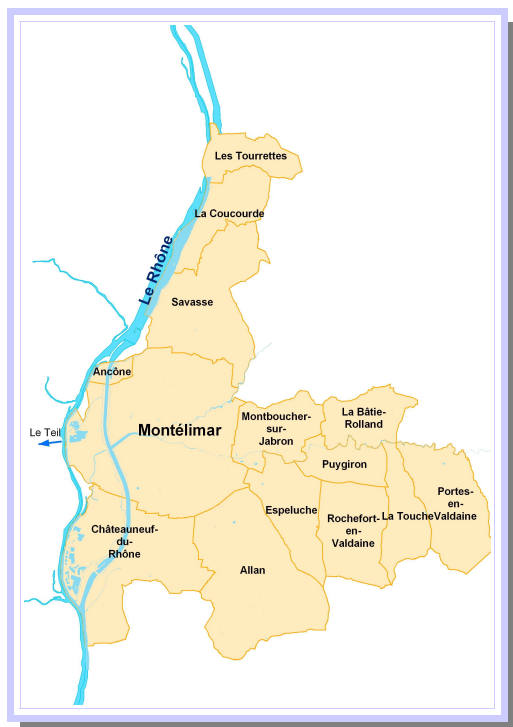 Les Tourrettes
La Coucourde
Le Rhône
Savasse
Ancône
Le Teil
Montélimar
Montboucher-
sur-
Jabron
La Bâtie-
Rolland
Puygiron
Espeluche
Rochefort-
en-
Valdaine
La Touche
Portes-
en-
Valdaine
Châteauneuf-
du-
Rhône
Allan